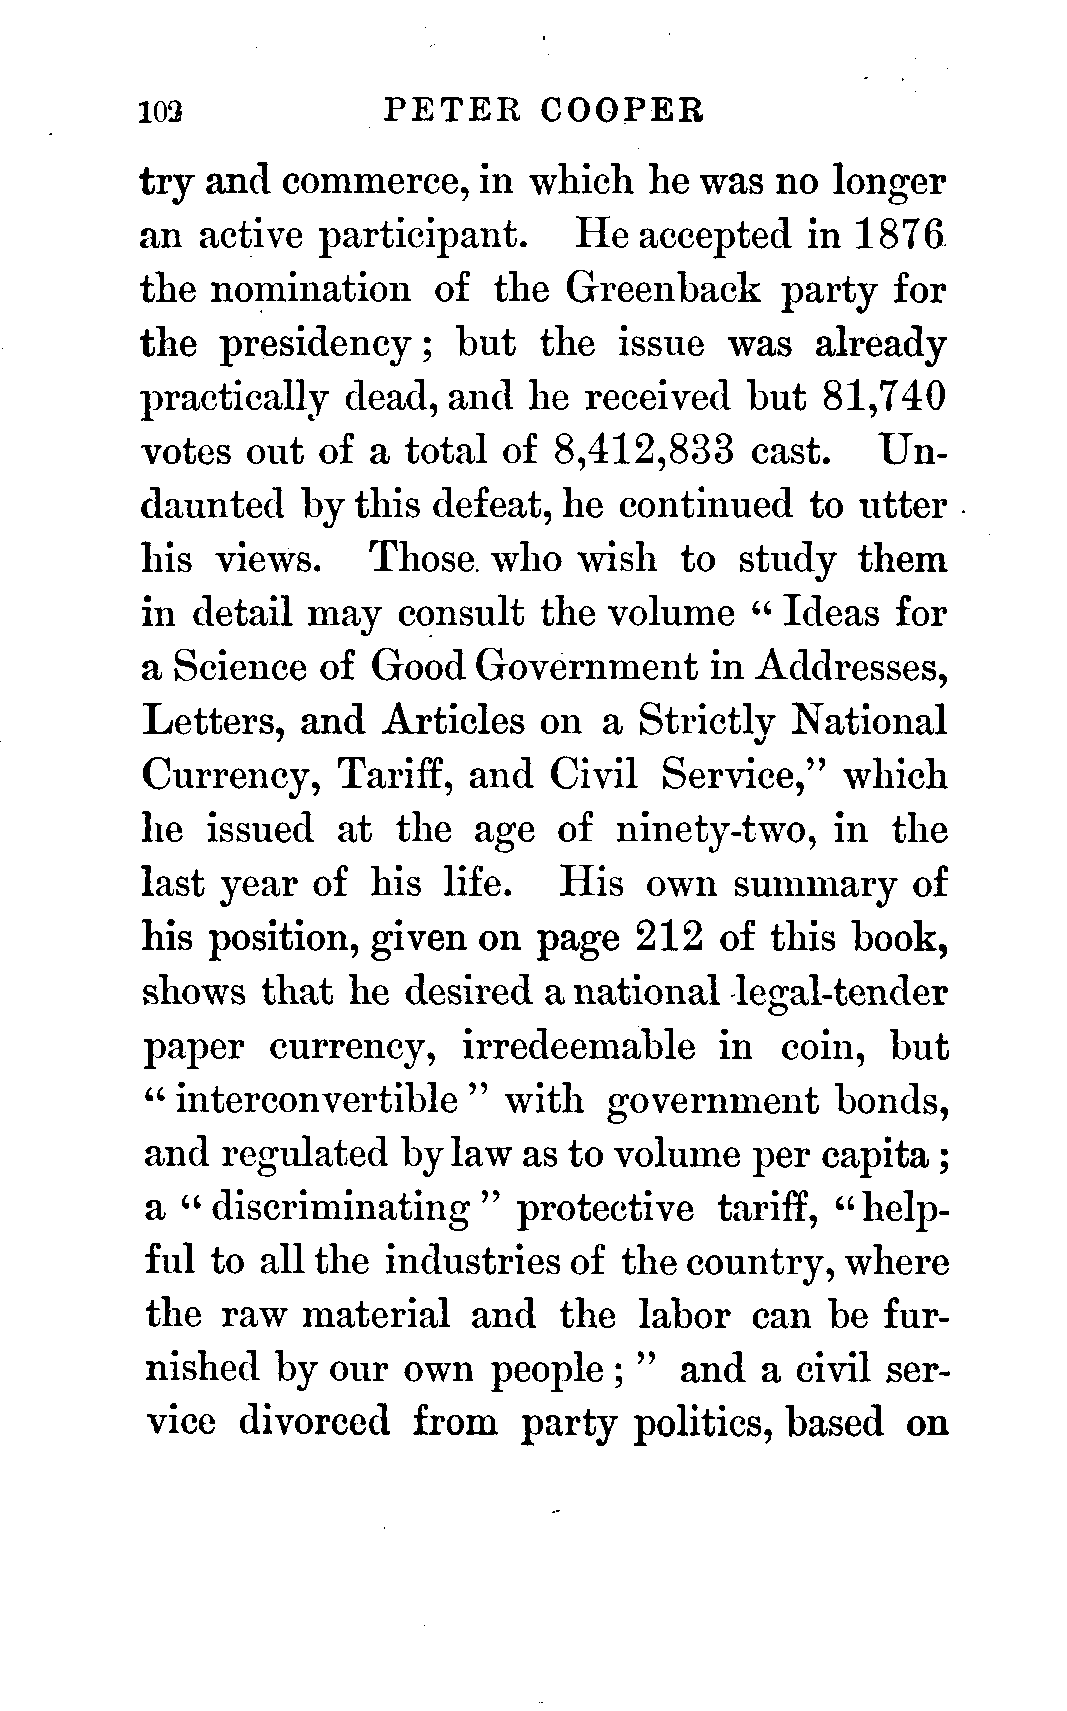 102 PETER COOPER
try and commerce, in which he was no longer
an active participant. He accepted in 1876
the nomination of the Greenback party for
the presidency; but the issue was already
practically dead, and he received but 81,740
votes out of a total of 8,412,833 cast. Un-
daunted by this defeat, he continued to utter
his views. Those who wish to study them
in detail may consult the volume “Ideas for
a Science of Good Government in Addresses,
Letters, and Articles on a Strictly National
Currency, Tariff, and Civil Service,” which
he issued at the age of ninety-two, in the
last year of his life. His own summary of
his position, given on page 212 of this book,
shows that he desired a national legal-tender
paper currency, irredeemable in coin, but
“interconvertible” with government bonds,
and regulated by law as to volume per capita;
a “discriminating” protective tariff, “help-
ful to all the industries of the country, where
the raw material and the labor can be fur-
nished by our own people;” and a civil ser-
vice divorced from party politics, based on